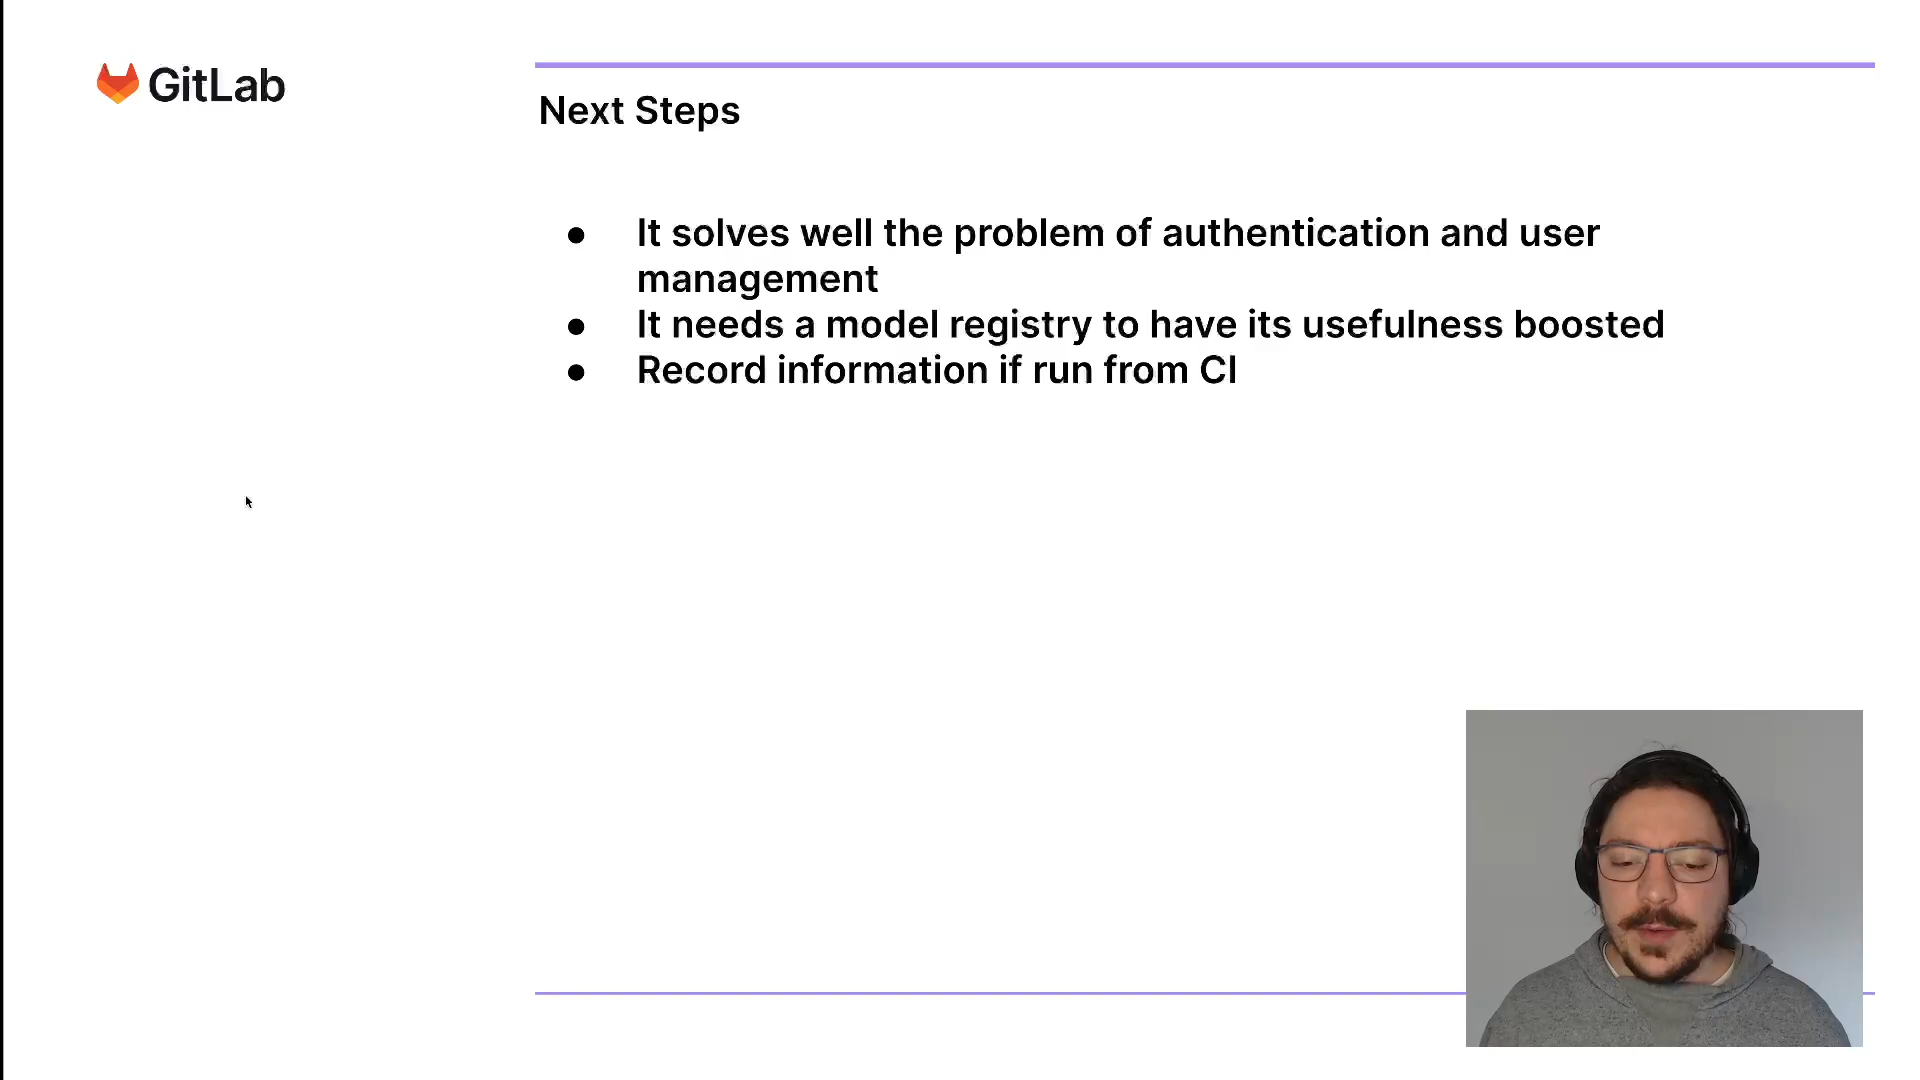 GitLab
Next Steps
● It solves well the problem of authentication and user
management
● It needs a model registry to have its usefulness boosted
● Record information if run from CI